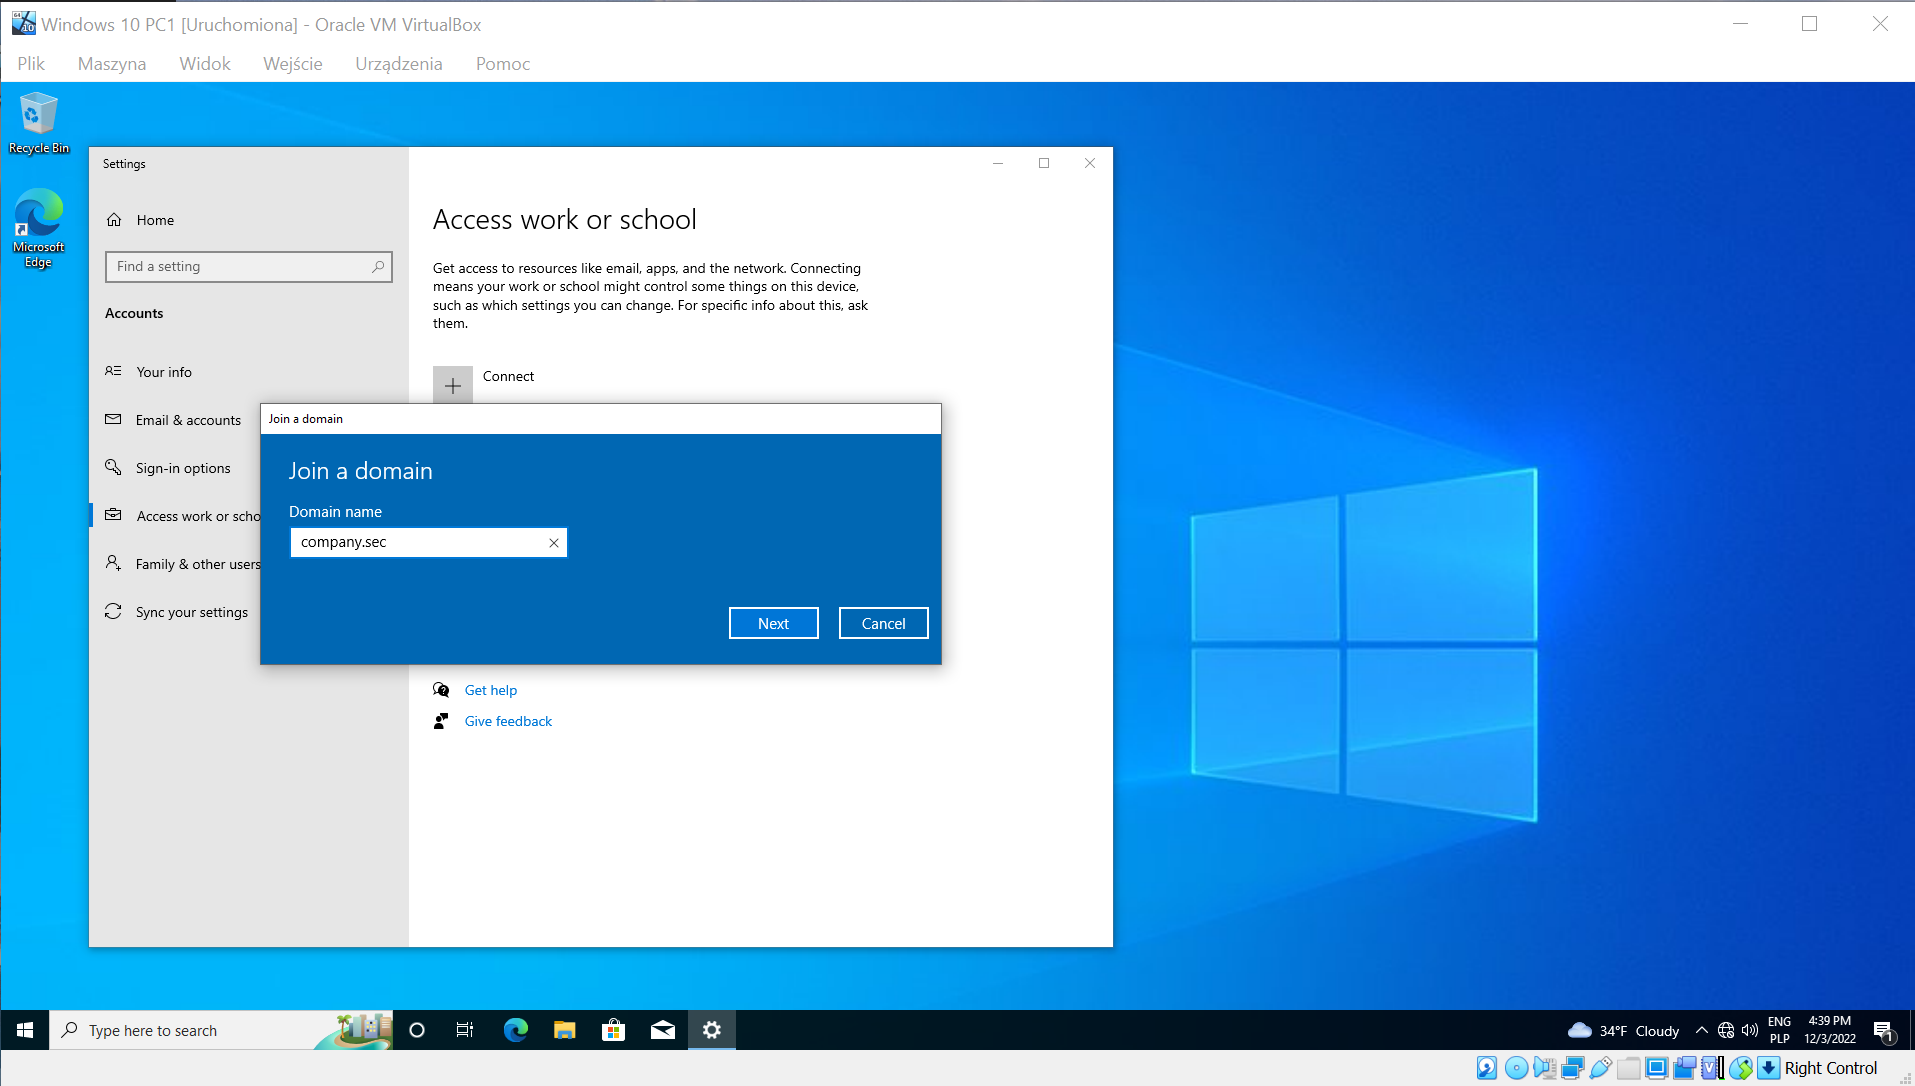 Windows 10 PC1 [Uruchomiona] - Oracle VM VirtualBox
Plik Maszyna Widok Wejście Urządzenia Pomoc
Recycle Bin
Microsoft
Edge
Settings
Home
Find a setting
Accounts
Your info
Email & accounts
Sign-in options
Access work or scho
Family & other users
Sync your settings
Access work or school
Get access to resources like email, apps, and the network. Connecting
means your work or school might control some things on this device,
such as which settings you can change. For specific info about this, ask
them.
Connect
Join a domain
Join a domain
Domain name
company.sec
Next
Cancel
Get help
Give feedback
Type here to search
34°F Cloudy
ENG
PLP
4:39 PM
12/3/2022
1
Right Control